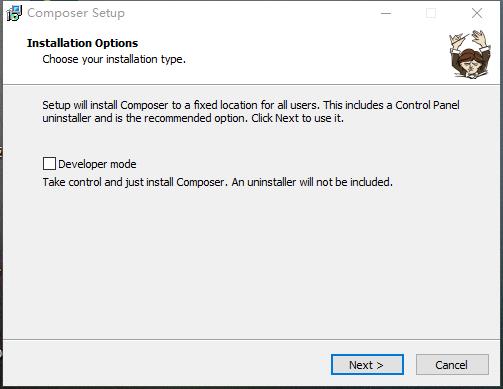 Composer Setup
Installation Options
Choose your installation type.
Setup will install Composer to a fixed location for all users. This includes a Control Panel
uninstaller and is the recommended option. Click Next to use it.
Developer mode
Take control and just install Composer. An uninstaller will not be included.
Next >
Cancel